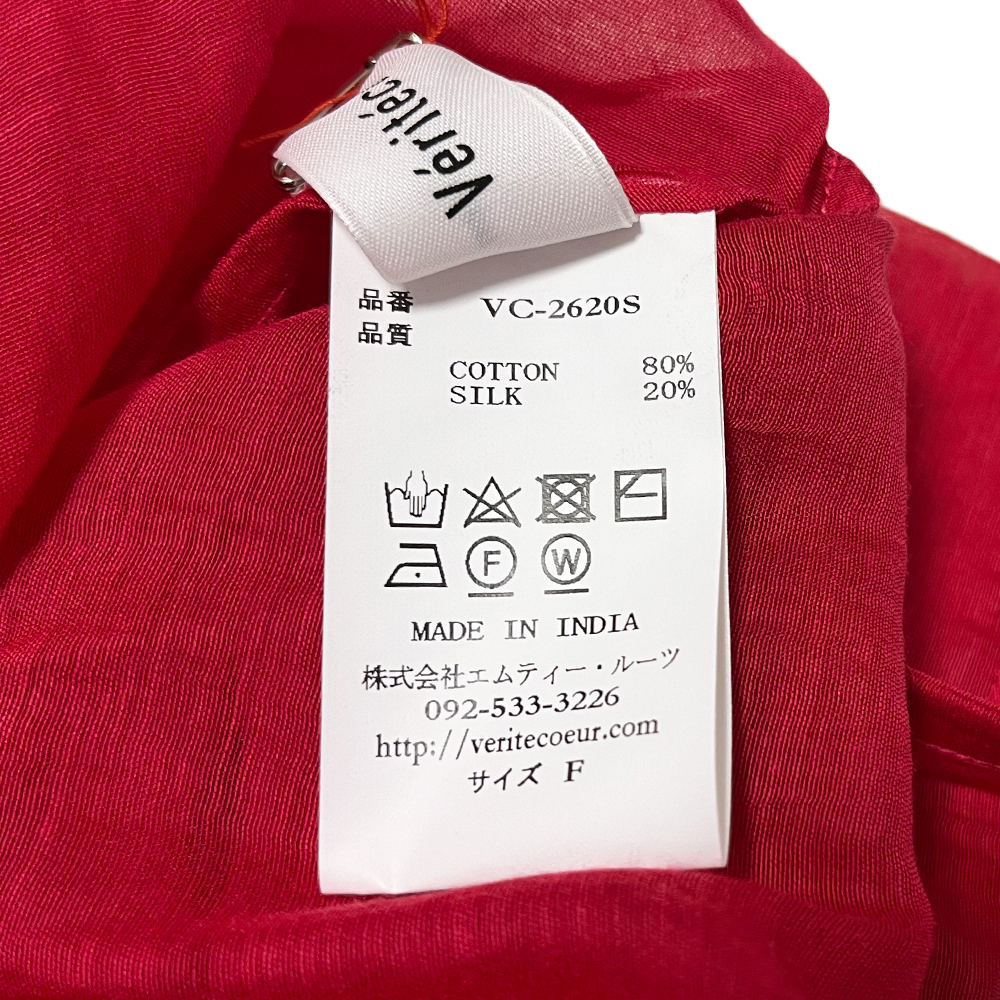 Vérité
品番 VC-2620S
品質
COTTON 80%
SILK 20%
F W
MADE IN INDIA
株式会社エムティー・ルーツ
092-533-3226
http://veritecoeur.com
サイズ F